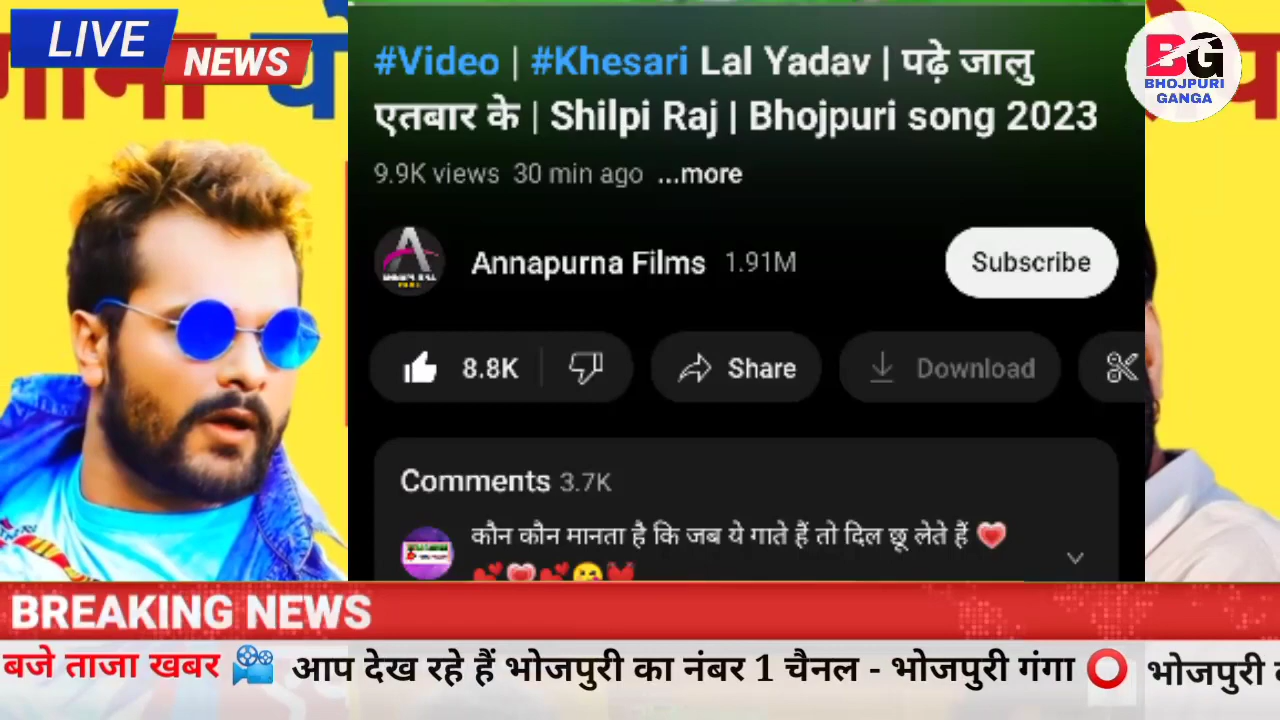 LIVE
NEWS
#Video | #Khesari Lal Yadav | पढ़े जालु
एतबार के | Shilpi Raj | Bhojpuri song 2023
9.9K views 30 min ago ...more
Annapurna Films 1.91M
Subscribe
8.8K
Share
Download
Comments 3.7K
कौन कौन मानता है कि जब ये गाते हैं तो दिल छू लेते हैं 💗
💕💗💕😘💓
BG
BHOJPURI
GANGA
BREAKING NEWS
बजे ताजा खबर 🎥 आप देख रहे हैं भोजपुरी का नंबर 1 चैनल - भोजपुरी गंगा ⭕ भोजपुरी